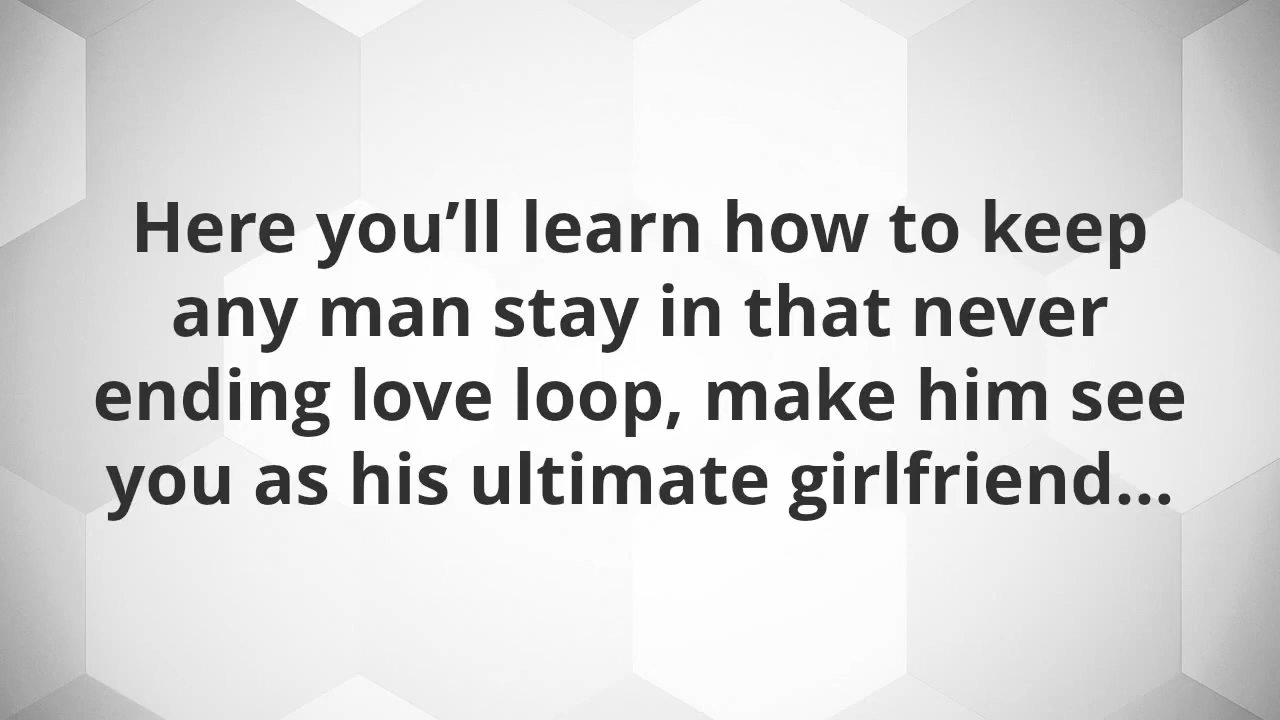 Here you’ll learn how to keep
any man stay in that never
ending love loop, make him see
you as his ultimate girlfriend...